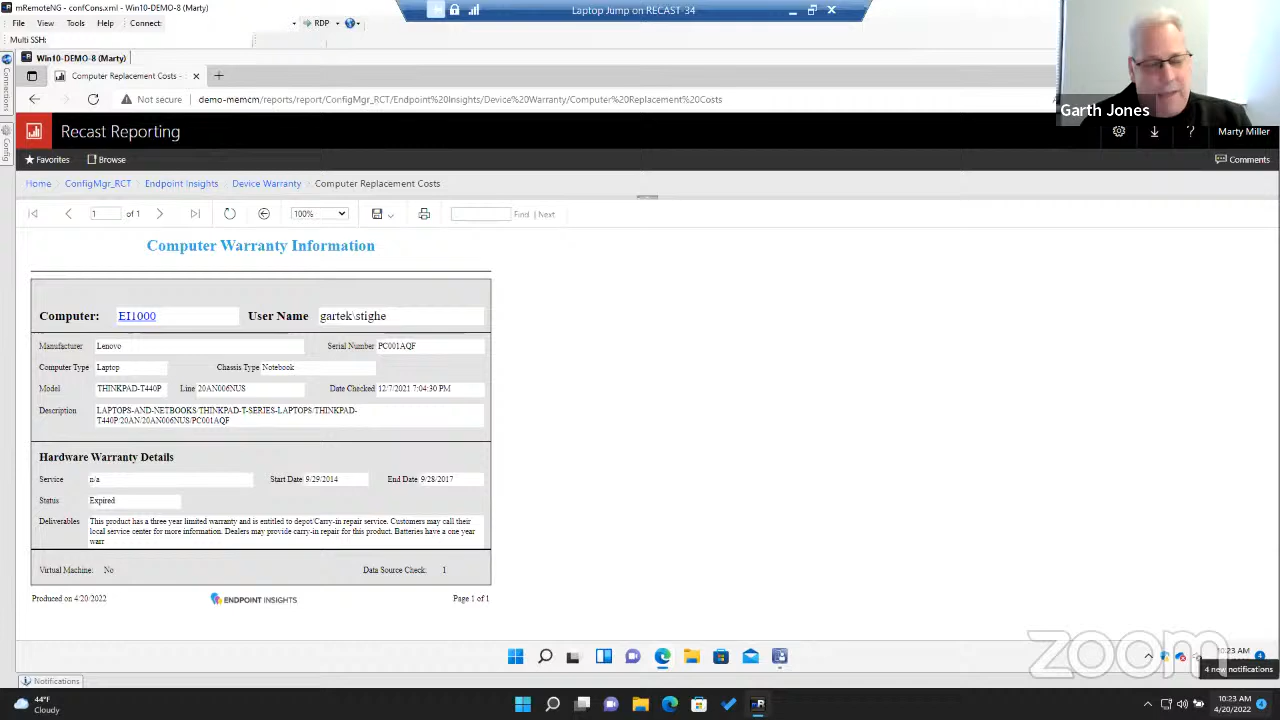 mRemoteNG - confCons.xml - Win10-DEMO-8 (Marty)
Laptop Jump on RECAST-34
File View Tools Help Connect: RDP
Multi SSH:
Win10-DEMO-8 (Marty)
Connections
Config
Computer Replacement Costs -
Not secure demo-memcm/reports/report/ConfigMgr_RCT/Endpoint%20Insights/Device%20Warranty/Computer%20Replacement%20Costs
Garth Jones
Recast Reporting
Marty Miller
Favorites Browse Comments
Home > ConfigMgr_RCT > Endpoint Insights > Device Warranty > Computer Replacement Costs
1 of 1 100% Find | Next
Computer Warranty Information
Computer: EI1000 User Name gartek\stighe
Manufacturer Lenovo Serial Number PC001AQF
Computer Type Laptop Chassis Type Notebook
Model THINKPAD-T440P Line 20AN006NUS Date Checked 12/7/2021 7:04:30 PM
Description LAPTOPS-AND-NETBOOKS/THINKPAD-T-SERIES-LAPTOPS/THINKPAD-
T440P/20AN/20AN006NUS/PC001AQF
Hardware Warranty Details
Service n/a Start Date 9/29/2014 End Date 9/28/2017
Status Expired
Deliverables This product has a three year limited warranty and is entitled to depot/Carry-in repair service. Customers may call their
local service center for more information. Dealers may provide carry-in repair for this product. Batteries have a one year
warr
Virtual Machine: No Data Source Check: 1
Produced on 4/20/2022 ENDPOINT INSIGHTS Page 1 of 1
zoom
10:23 AM
4 new notifications
Notifications
44°F
Cloudy
10:23 AM
4/20/2022